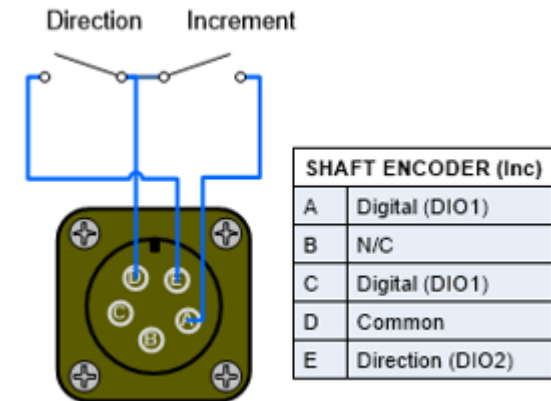 Direction Increment
SHAFT ENCODER (Inc)
A Digital (DIO1)
B N/C
C Digital (DIO1)
D Common
E Direction (DIO2)
D E
C A
B